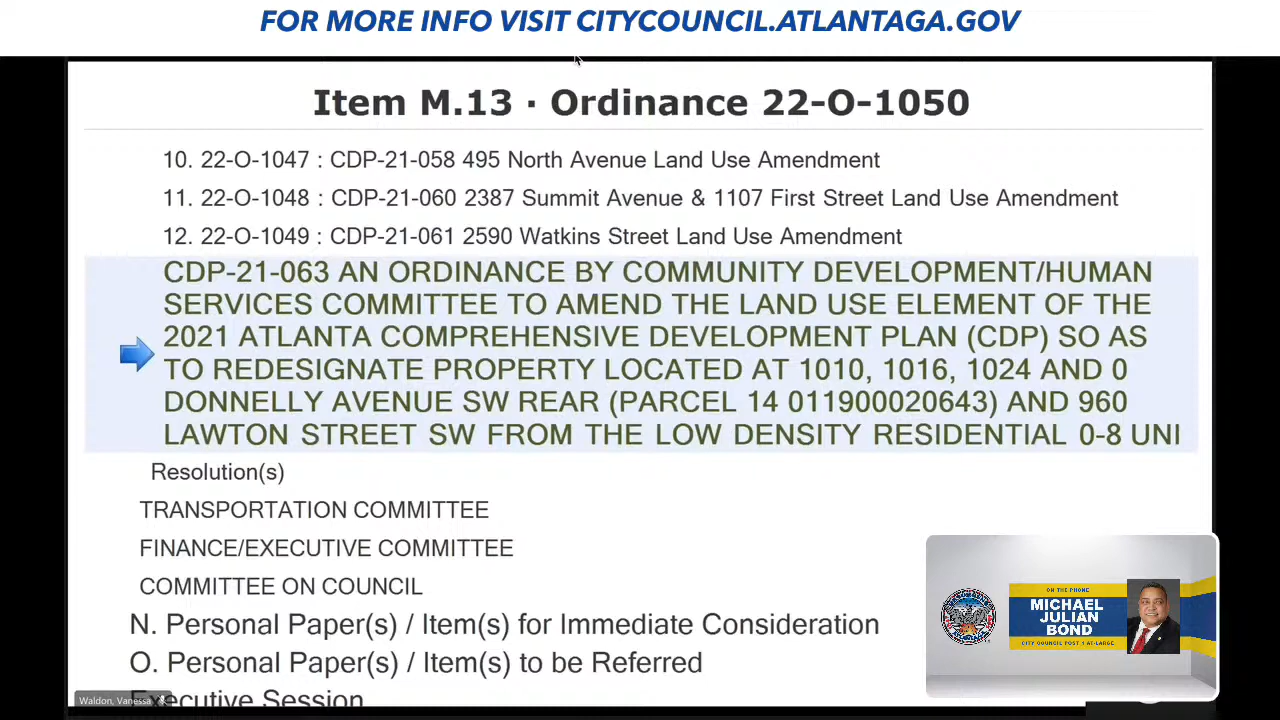 FOR MORE INFO VISIT CITYCOUNCIL.ATLANTAGA.GOV
Item M.13 · Ordinance 22-O-1050
10. 22-O-1047 : CDP-21-058 495 North Avenue Land Use Amendment
11. 22-O-1048 : CDP-21-060 2387 Summit Avenue & 1107 First Street Land Use Amendment
12. 22-O-1049 : CDP-21-061 2590 Watkins Street Land Use Amendment
CDP-21-063 AN ORDINANCE BY COMMUNITY DEVELOPMENT/HUMAN
SERVICES COMMITTEE TO AMEND THE LAND USE ELEMENT OF THE
2021 ATLANTA COMPREHENSIVE DEVELOPMENT PLAN (CDP) SO AS
TO REDESIGNATE PROPERTY LOCATED AT 1010, 1016, 1024 AND 0
DONNELLY AVENUE SW REAR (PARCEL 14 011900020643) AND 960
LAWTON STREET SW FROM THE LOW DENSITY RESIDENTIAL 0-8 UNI
Resolution(s)
TRANSPORTATION COMMITTEE
FINANCE/EXECUTIVE COMMITTEE
COMMITTEE ON COUNCIL
N. Personal Paper(s) / Item(s) for Immediate Consideration
O. Personal Paper(s) / Item(s) to be Referred
Executive Session
Waldon, Vanessa
ON THE PHONE
MICHAEL
JULIAN
BOND
CITY COUNCIL POST 1 AT-LARGE